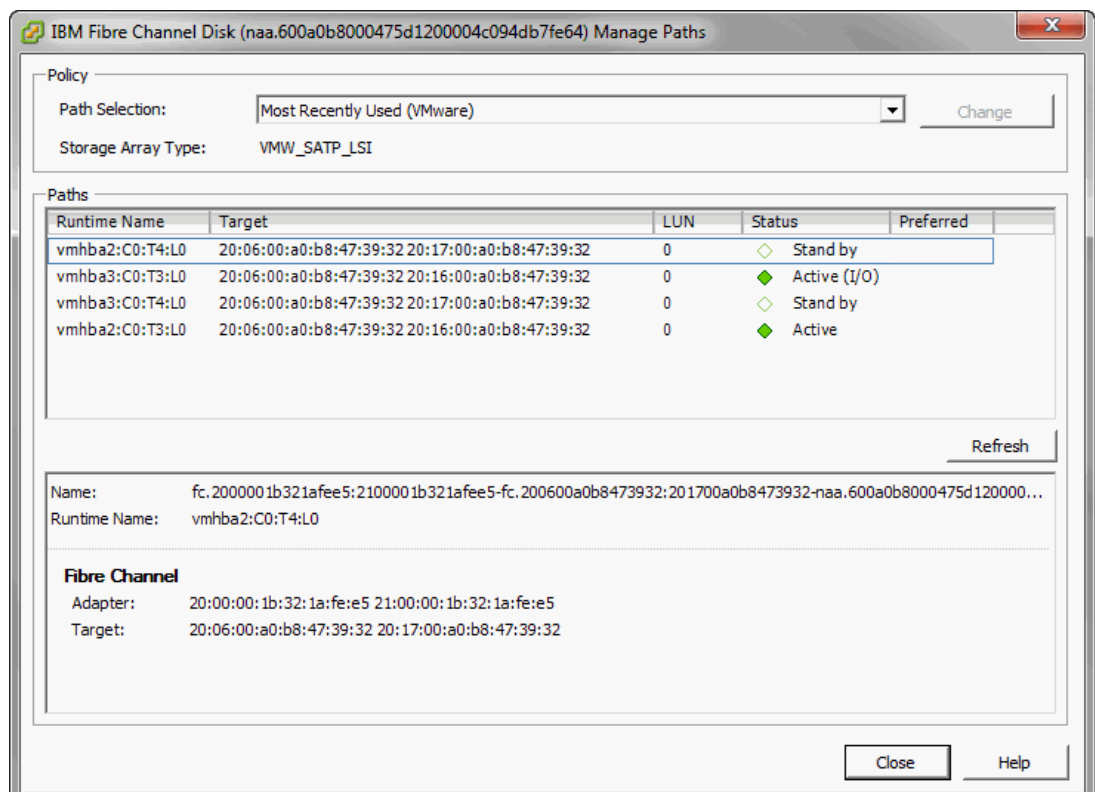 IBM Fibre Channel Disk (naa.600a0b8000475d1200004c094db7fe64) Manage Paths
Policy
Path Selection: Most Recently Used (VMware) Change
Storage Array Type: VMW_SATP_LSI
Paths
Runtime Name Target LUN Status Preferred
vmhba2:C0:T4:L0 20:06:00:a0:b8:47:39:32 20:17:00:a0:b8:47:39:32 0 Stand by
vmhba3:C0:T3:L0 20:06:00:a0:b8:47:39:32 20:16:00:a0:b8:47:39:32 0 Active (I/O)
vmhba3:C0:T4:L0 20:06:00:a0:b8:47:39:32 20:17:00:a0:b8:47:39:32 0 Stand by
vmhba2:C0:T3:L0 20:06:00:a0:b8:47:39:32 20:16:00:a0:b8:47:39:32 0 Active
Refresh
Name: fc.2000001b321afee5:2100001b321afee5-fc.200600a0b8473932:201700a0b8473932-naa.600a0b8000475d120000...
Runtime Name: vmhba2:C0:T4:L0
Fibre Channel
Adapter: 20:00:00:1b:32:1a:fe:e5 21:00:00:1b:32:1a:fe:e5
Target: 20:06:00:a0:b8:47:39:32 20:17:00:a0:b8:47:39:32
Close Help